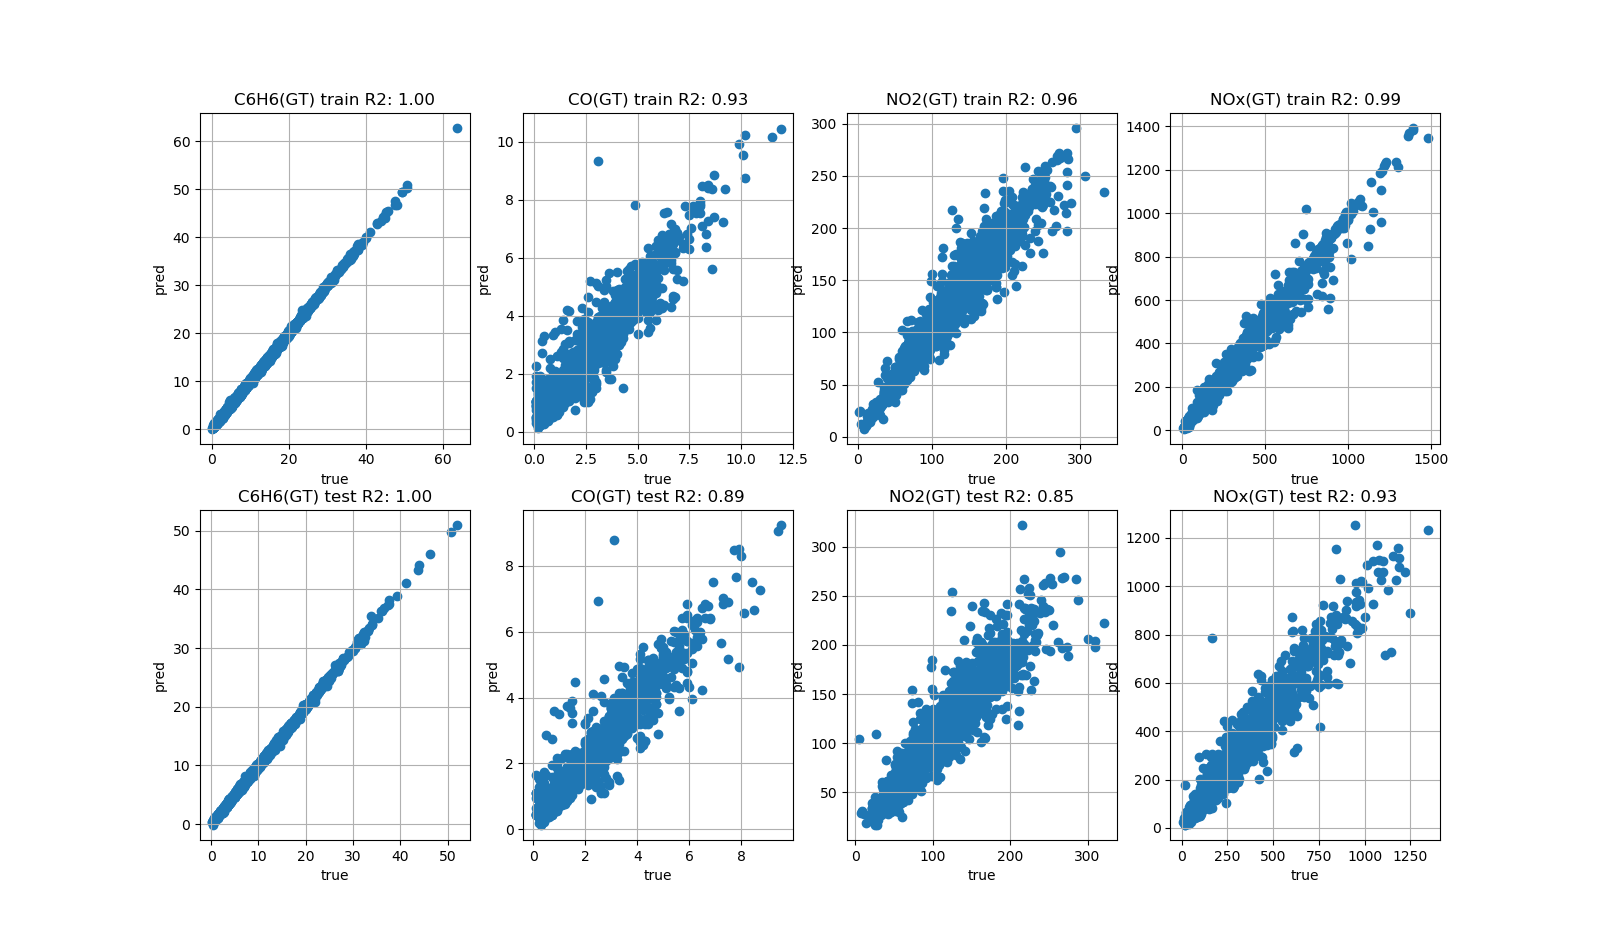 C6H6(GT) train R2: 1.00
60
50
40
30
20
10
0
pred
0 20 40 60
true
CO(GT) train R2: 0.93
10
8
6
4
2
0
pred
0.0 2.5 5.0 7.5 10.0 12.5
true
NO2(GT) train R2: 0.96
300
250
200
150
100
50
0
pred
0 100 200 300
true
NOx(GT) train R2: 0.99
1400
1200
1000
800
600
400
200
0
pred
0 500 1000 1500
true
C6H6(GT) test R2: 1.00
50
40
30
20
10
0
pred
0 10 20 30 40 50
true
CO(GT) test R2: 0.89
8
6
4
2
0
pred
0 2 4 6 8
true
NO2(GT) test R2: 0.85
300
250
200
150
100
50
pred
0 100 200 300
true
NOx(GT) test R2: 0.93
1200
1000
800
600
400
200
0
pred
0 250 500 750 1000 1250
true